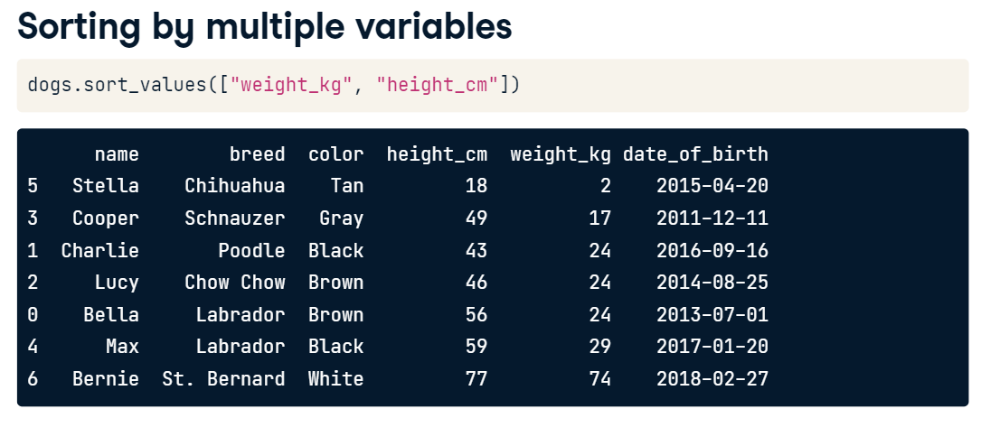 Sorting by multiple variables
dogs.sort_values(["weight_kg", "height_cm"])
name breed color height_cm weight_kg date_of_birth
5 Stella Chihuahua Tan 18 2 2015-04-20
3 Cooper Schnauzer Gray 49 17 2011-12-11
1 Charlie Poodle Black 43 24 2016-09-16
2 Lucy Chow Chow Brown 46 24 2014-08-25
0 Bella Labrador Brown 56 24 2013-07-01
4 Max Labrador Black 59 29 2017-01-20
6 Bernie St. Bernard White 77 74 2018-02-27